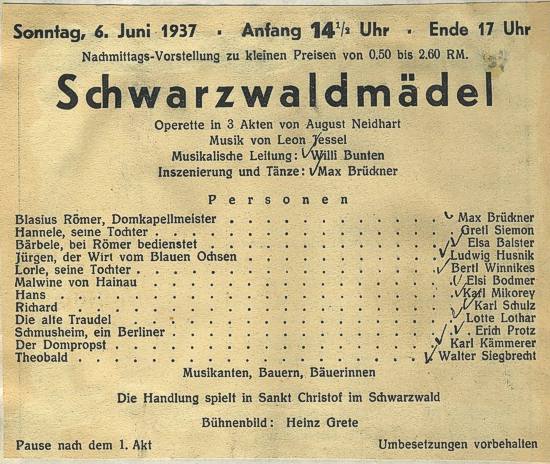 Sonntag, 6. Juni 1937 · Anfang 14 1/2 Uhr · Ende 17 Uhr
Nachmittags-Vorstellung zu kleinen Preisen von 0,50 bis 2.60 RM.
Schwarzwaldmädel
Operette in 3 Akten von August Neidhart
Musik von Leon Jessel
Musikalische Leitung: Willi Bunten
Inszenierung und Tänze: Max Brückner
Personen
Blasius Römer, Domkapellmeister . . . . . . . . . . Max Brückner
Hannele, seine Tochter . . . . . . . . . . Gretl Siemon
Bärbele, bei Römer bedienstet . . . . . . . . . . Elsa Balster
Jürgen, der Wirt vom Blauen Ochsen . . . . . . . . . . Ludwig Husnik
Lorle, seine Tochter . . . . . . . . . . Bertl Winnikes
Malwine von Hainau . . . . . . . . . . Elsi Bodmer
Hans . . . . . . . . . . Karl Mikorey
Richard . . . . . . . . . . Karl Schulz
Die alte Traudel . . . . . . . . . . Lotte Lothar
Schmusheim, ein Berliner . . . . . . . . . . Erich Protz
Der Dompropst . . . . . . . . . . Karl Kämmerer
Theobald . . . . . . . . . . Walter Siegbrecht
Musikanten, Bauern, Bäuerinnen
Die Handlung spielt in Sankt Christof im Schwarzwald
Bühnenbild: Heinz Grete
Pause nach dem 1. Akt Umbesetzungen vorbehalten